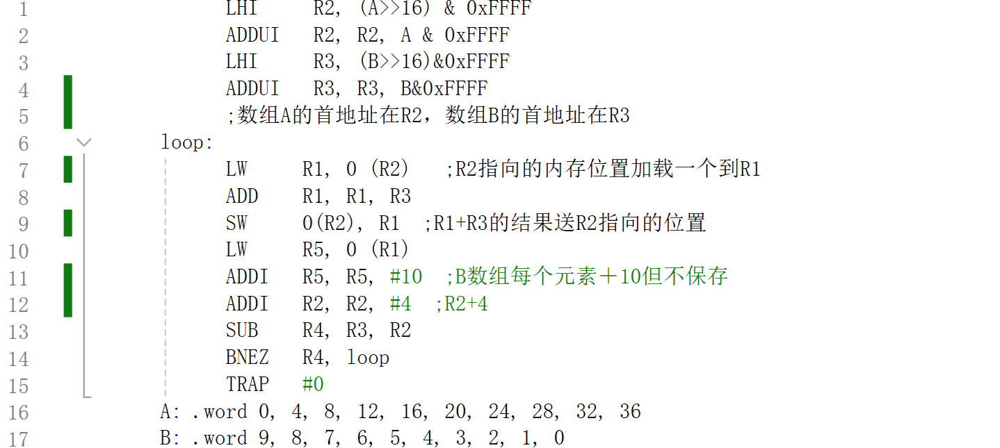 1 LHI R2, (A>>16) & 0xFFFF
2 ADDUI R2, R2, A & 0xFFFF
3 LHI R3, (B>>16)&0xFFFF
4 ADDUI R3, R3, B&0xFFFF
5 ;数组A的首地址在R2，数组B的首地址在R3
6 loop:
7 LW R1, 0 (R2) ;R2指向的内存位置加载一个到R1
8 ADD R1, R1, R3
9 SW 0(R2), R1 ;R1+R3的结果送R2指向的位置
10 LW R5, 0 (R1)
11 ADDI R5, R5, #10 ;B数组每个元素＋10但不保存
12 ADDI R2, R2, #4 ;R2+4
13 SUB R4, R3, R2
14 BNEZ R4, loop
15 TRAP #0
16 A: .word 0, 4, 8, 12, 16, 20, 24, 28, 32, 36
17 B: .word 9, 8, 7, 6, 5, 4, 3, 2, 1, 0